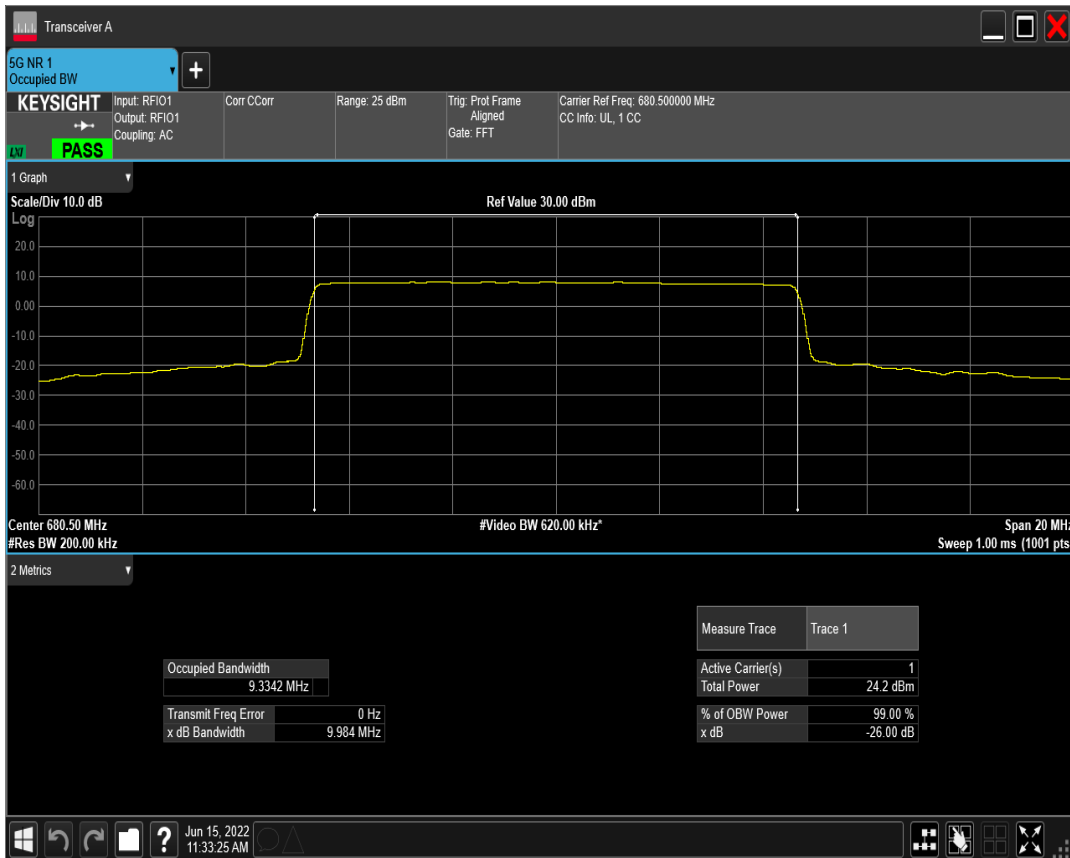 Transceiver A
5G NR 1
Occupied BW
+
KEYSIGHT
LXI
PASS
Input: RFIO1
Output: RFIO1
Coupling: AC
Corr CCorr
Range: 25 dBm
Trig: Prot Frame
Aligned
Gate: FFT
Carrier Ref Freq: 680.500000 MHz
CC Info: UL, 1 CC
1 Graph
Scale/Div 10.0 dB
Ref Value 30.00 dBm
Log
20.0
10.0
0.00
-10.0
-20.0
-30.0
-40.0
-50.0
-60.0
Center 680.50 MHz
#Video BW 620.00 kHz*
Span 20 MHz
#Res BW 200.00 kHz
Sweep 1.00 ms (1001 pts
2 Metrics
Measure Trace Trace 1
Occupied Bandwidth
9.3342 MHz
Active Carrier(s) 1
Total Power 24.2 dBm
Transmit Freq Error 0 Hz
x dB Bandwidth 9.984 MHz
% of OBW Power 99.00 %
x dB -26.00 dB
?
Jun 15, 2022
11:33:25 AM